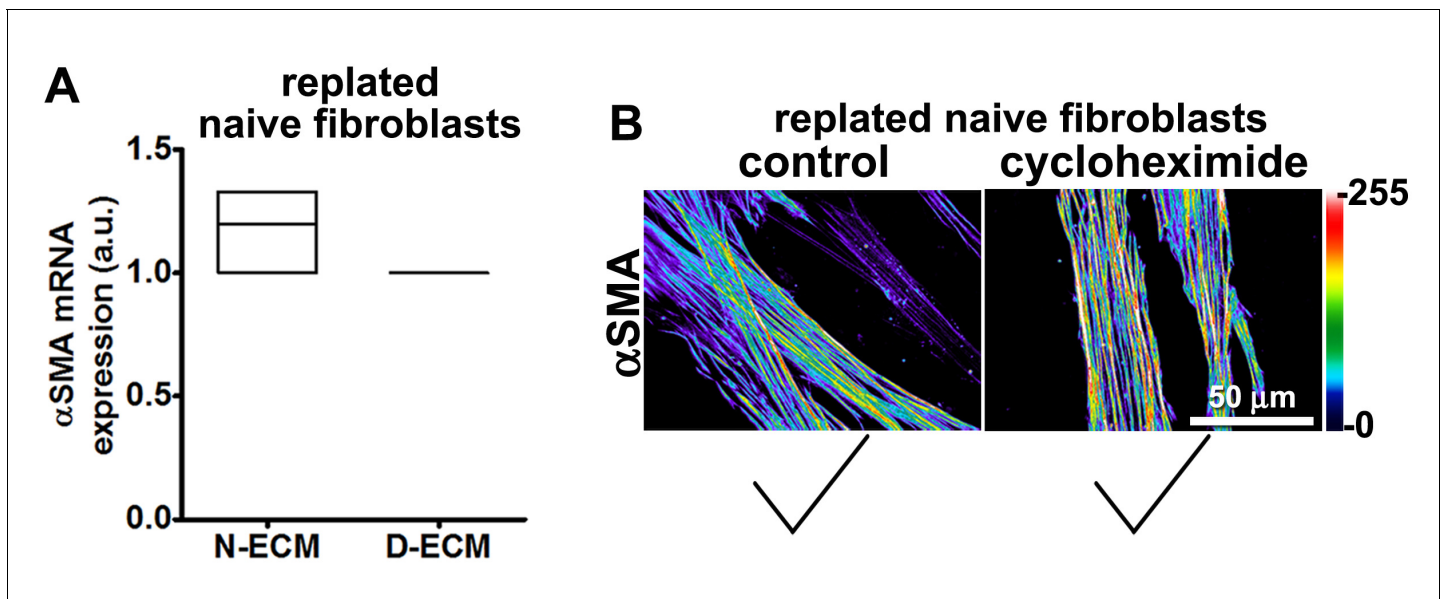 A
replated
naive fibroblasts
1.5
1.0
0.5
0.0
αSMA mRNA
expression (a.u.)
N-ECM
D-ECM
B
replated naive fibroblasts
control
cycloheximide
αSMA
50 μm
-255
-0